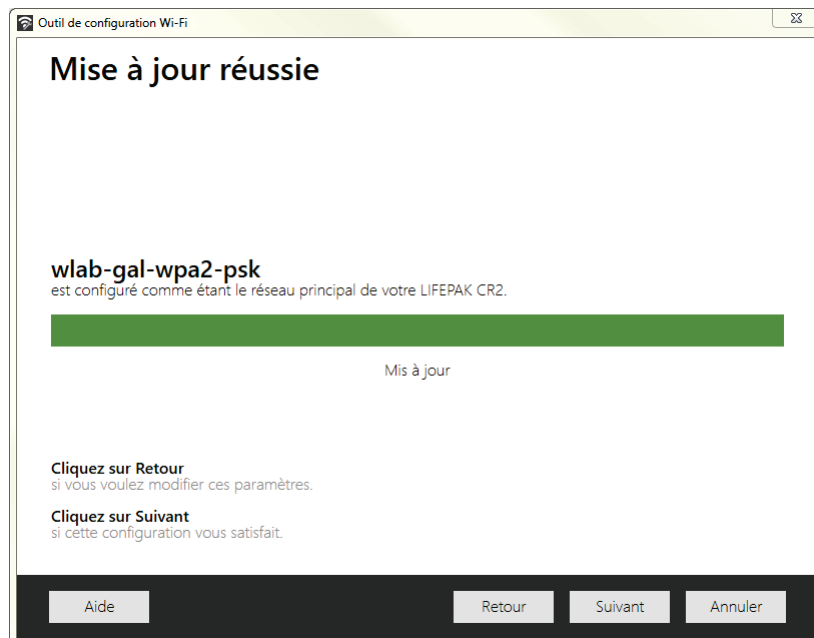 Outil de configuration Wi-Fi
Mise à jour réussie
wlab-gal-wpa2-psk
est configuré comme étant le réseau principal de votre LIFEPAK CR2.
Mis à jour
Cliquez sur Retour
si vous voulez modifier ces paramètres.
Cliquez sur Suivant
si cette configuration vous satisfait.
Aide Retour Suivant Annuler